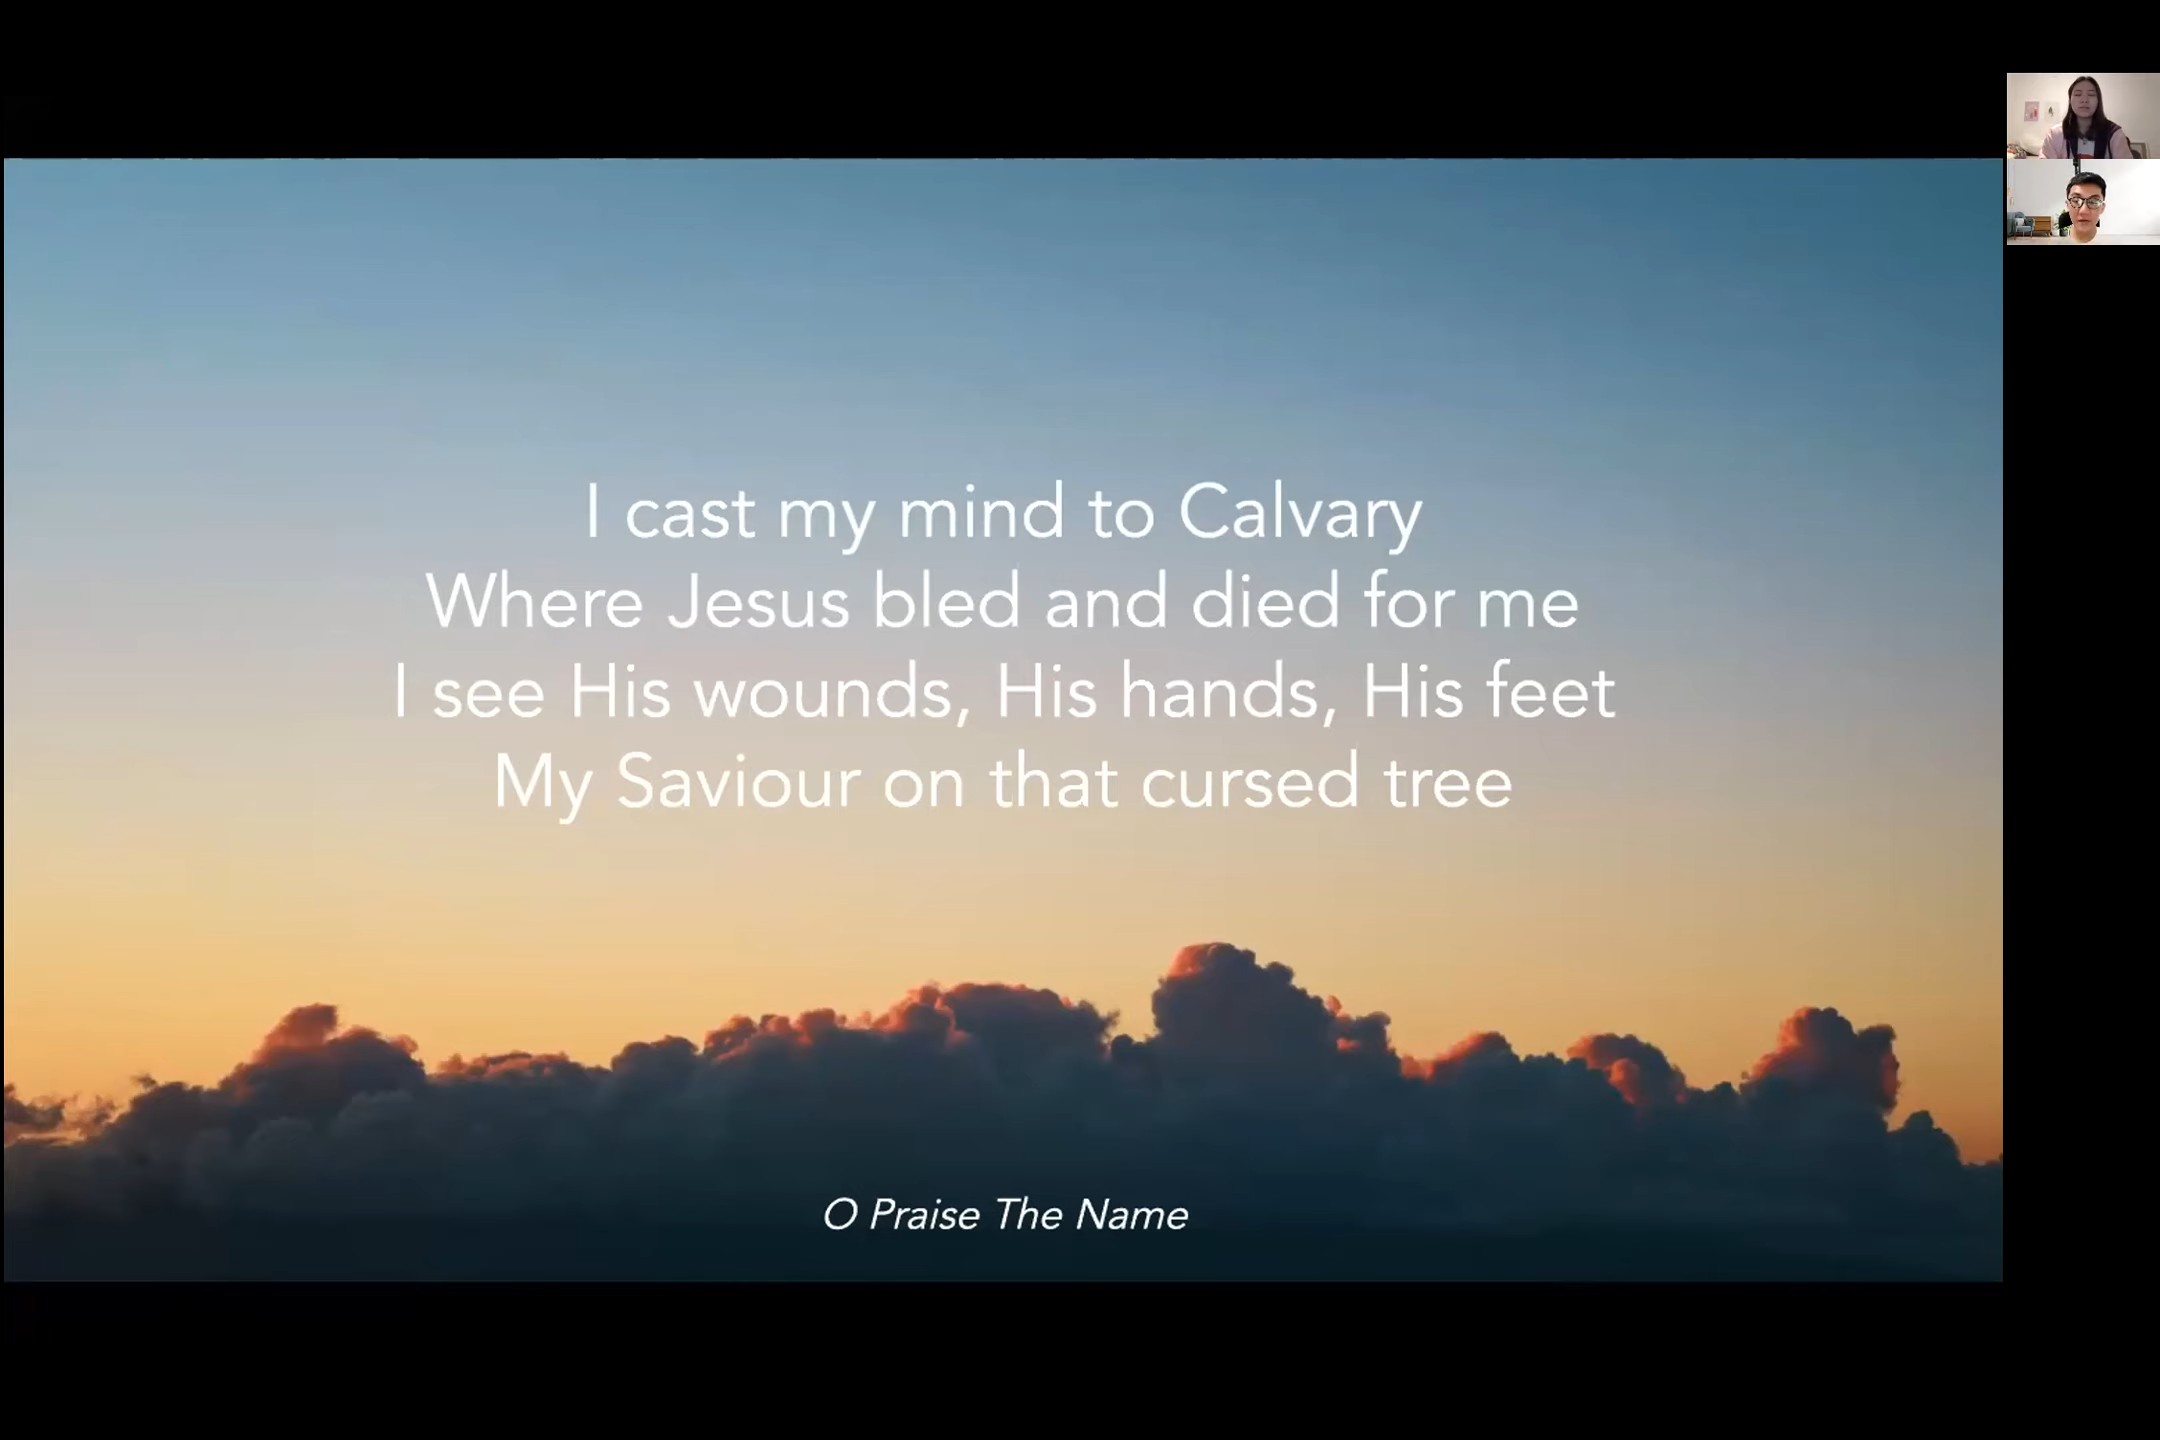 I cast my mind to Calvary
Where Jesus bled and died for me
I see His wounds, His hands, His feet
My Saviour on that cursed tree
O Praise The Name